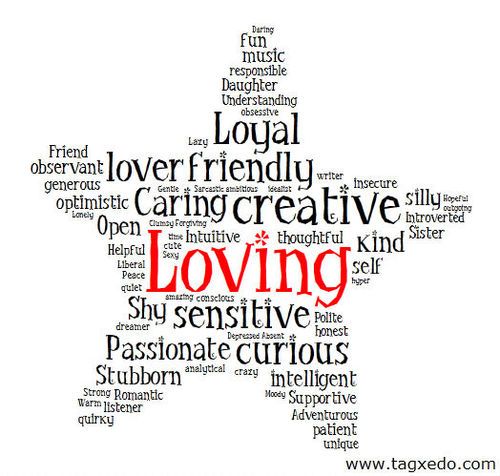 Daring
fun
music
responsible
Daughter
Understanding
obsessive
Lazy Loyal
Friend
observant lover friendly writer
generous Gentle Sarcastic ambitious idealist insecure
optimistic Caring creative silly Hopeful
outgoing
Lonely Clumsy Forgiving Introverted
Open time Intuitive thoughtful Kind Sister
Helpful cute
Sexy
Liberal Loving self
Peace hyper
quiet amazing conscious
Shy sensitive Polite
dreamer honest
Depressed Absent
Passionate curious
Stubborn analytical crazy intelligent
Strong Romantic Moody Supportive
Warm listener Adventurous
quirky patient
unique
www.tagxedo.com